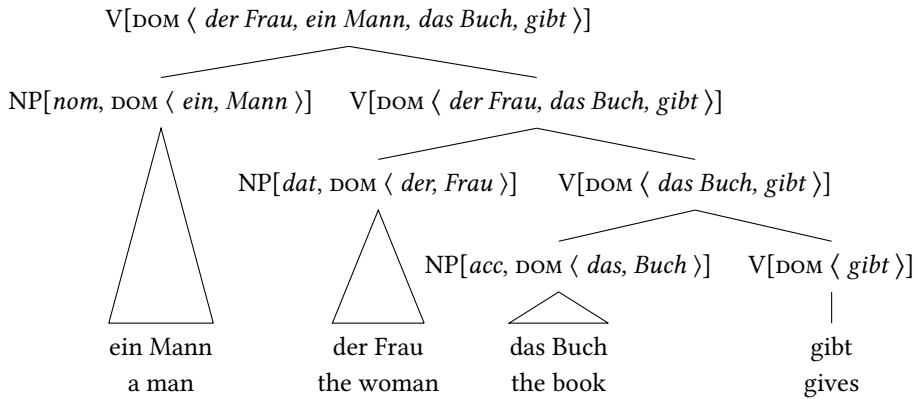 V[DOM ⟨ der Frau, ein Mann, das Buch, gibt ⟩]
NP[nom, DOM ⟨ ein, Mann ⟩] V[DOM ⟨ der Frau, das Buch, gibt ⟩]
NP[dat, DOM ⟨ der, Frau ⟩] V[DOM ⟨ das Buch, gibt ⟩]
NP[acc, DOM ⟨ das, Buch ⟩] V[DOM ⟨ gibt ⟩]
ein Mann der Frau das Buch gibt
a man the woman the book gives